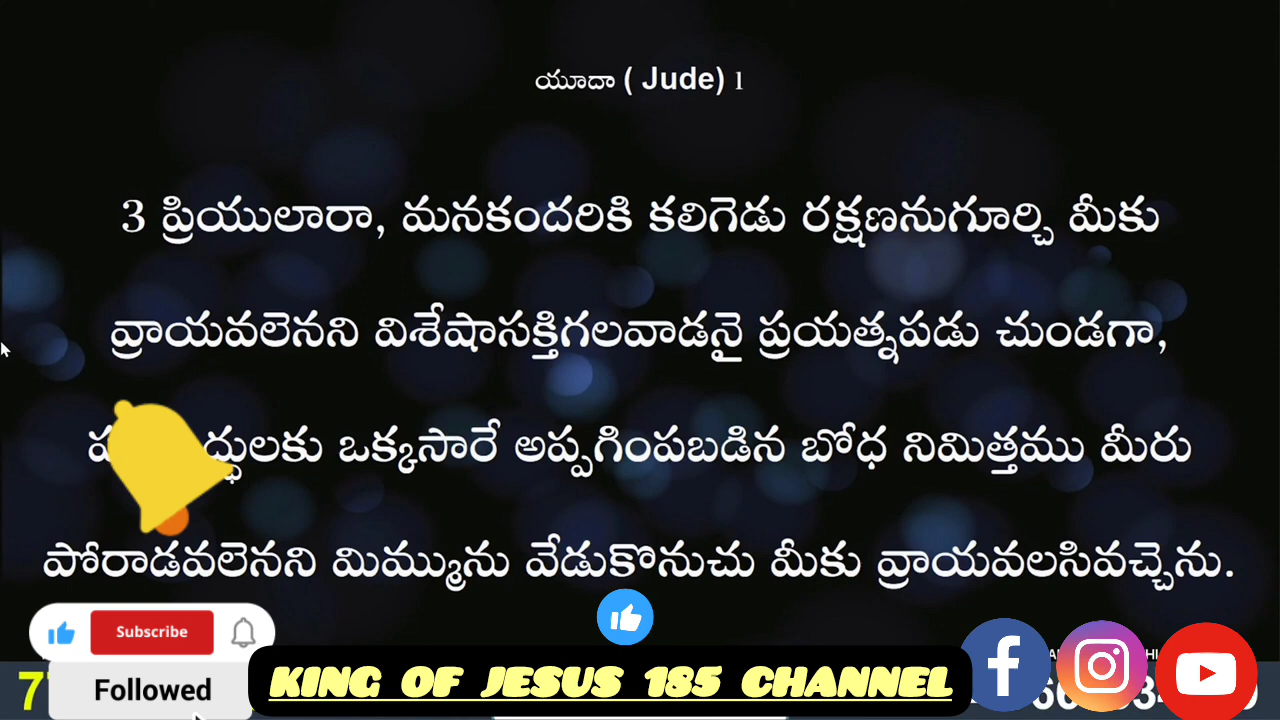 యూదా ( Jude) 1
3 ప్రియులారా, మనకందరికి కలిగెడు రక్షణనుగూర్చి మీకు
వ్రాయవలెనని విశేషాసక్తిగలవాడనై ప్రయత్నపడు చుండగా,
ఒక్కసారే అప్పగింపబడిన బోధ నిమిత్తము మీరు
పోరాడవలెనని మిమ్మును వేడుకొనుచు మీకు వ్రాయవలసివచ్చెను.
Subscribe
Followed
KING OF JESUS 185 CHANNEL